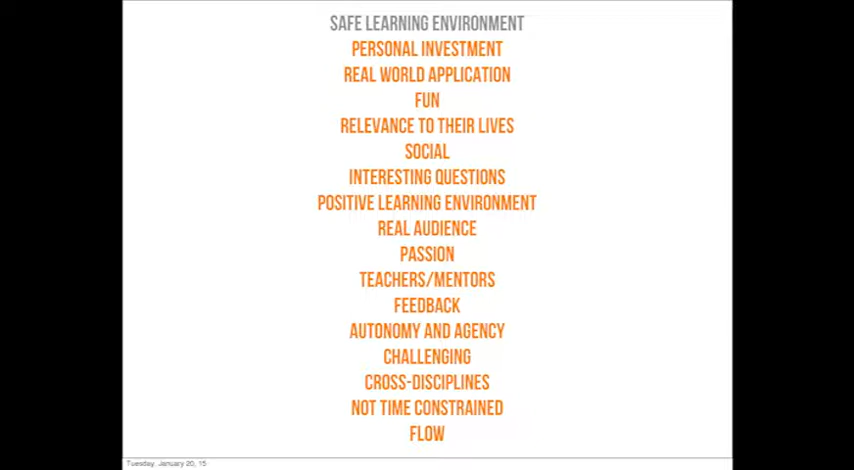 SAFE LEARNING ENVIRONMENT
PERSONAL INVESTMENT
REAL WORLD APPLICATION
FUN
RELEVANCE TO THEIR LIVES
SOCIAL
INTERESTING QUESTIONS
POSITIVE LEARNING ENVIRONMENT
REAL AUDIENCE
PASSION
TEACHERS/MENTORS
FEEDBACK
AUTONOMY AND AGENCY
CHALLENGING
CROSS-DISCIPLINES
NOT TIME CONSTRAINED
FLOW
Tuesday, January 20, 15